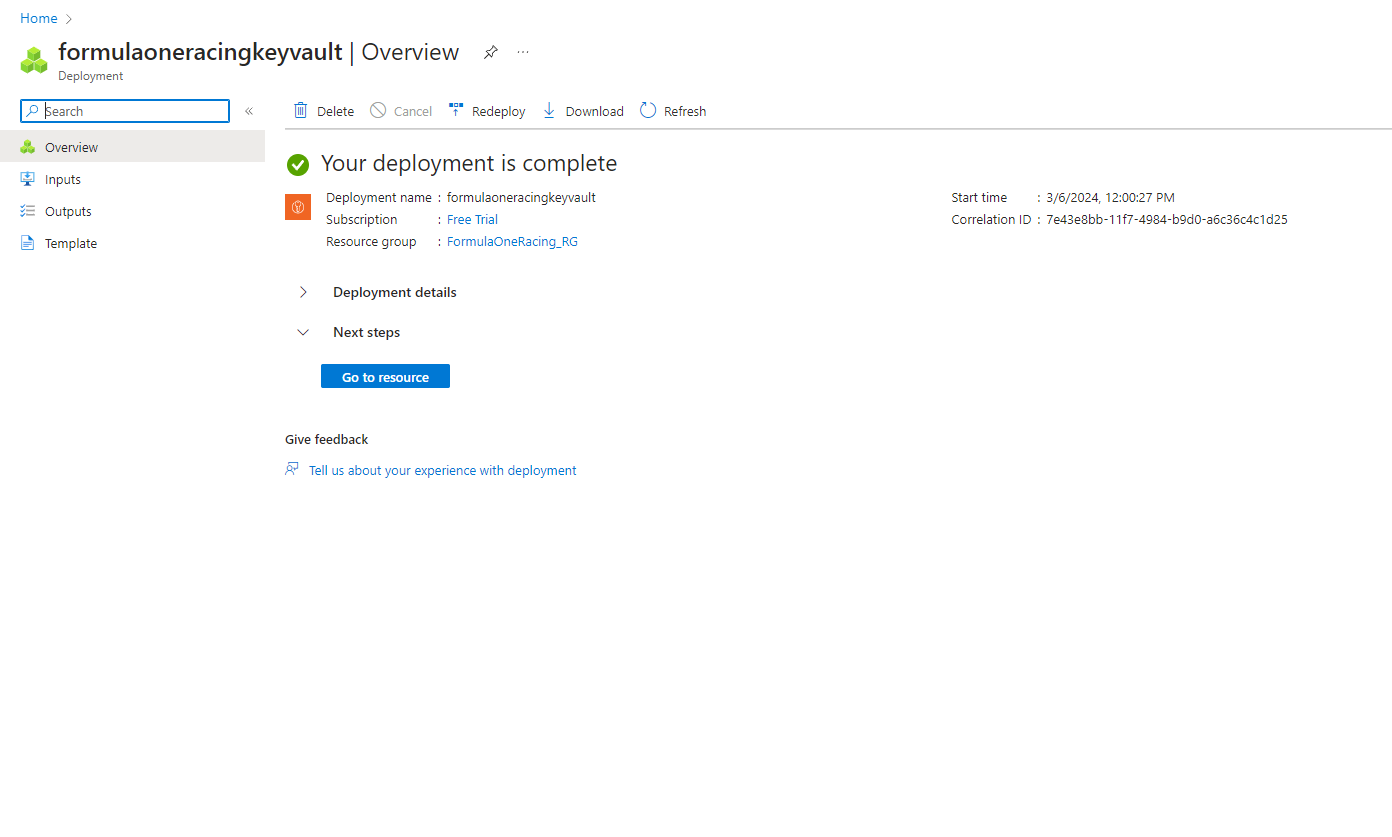 Home
formulaoneracingkeyvault | Overview
Deployment
Search
Delete Cancel Redeploy Download Refresh
Overview
Inputs
Outputs
Template
Your deployment is complete
Deployment name : formulaoneracingkeyvault
Subscription : Free Trial
Resource group : FormulaOneRacing_RG
Start time : 3/6/2024, 12:00:27 PM
Correlation ID : 7e43e8bb-11f7-4984-b9d0-a6c36c4c1d25
Deployment details
Next steps
Go to resource
Give feedback
Tell us about your experience with deployment